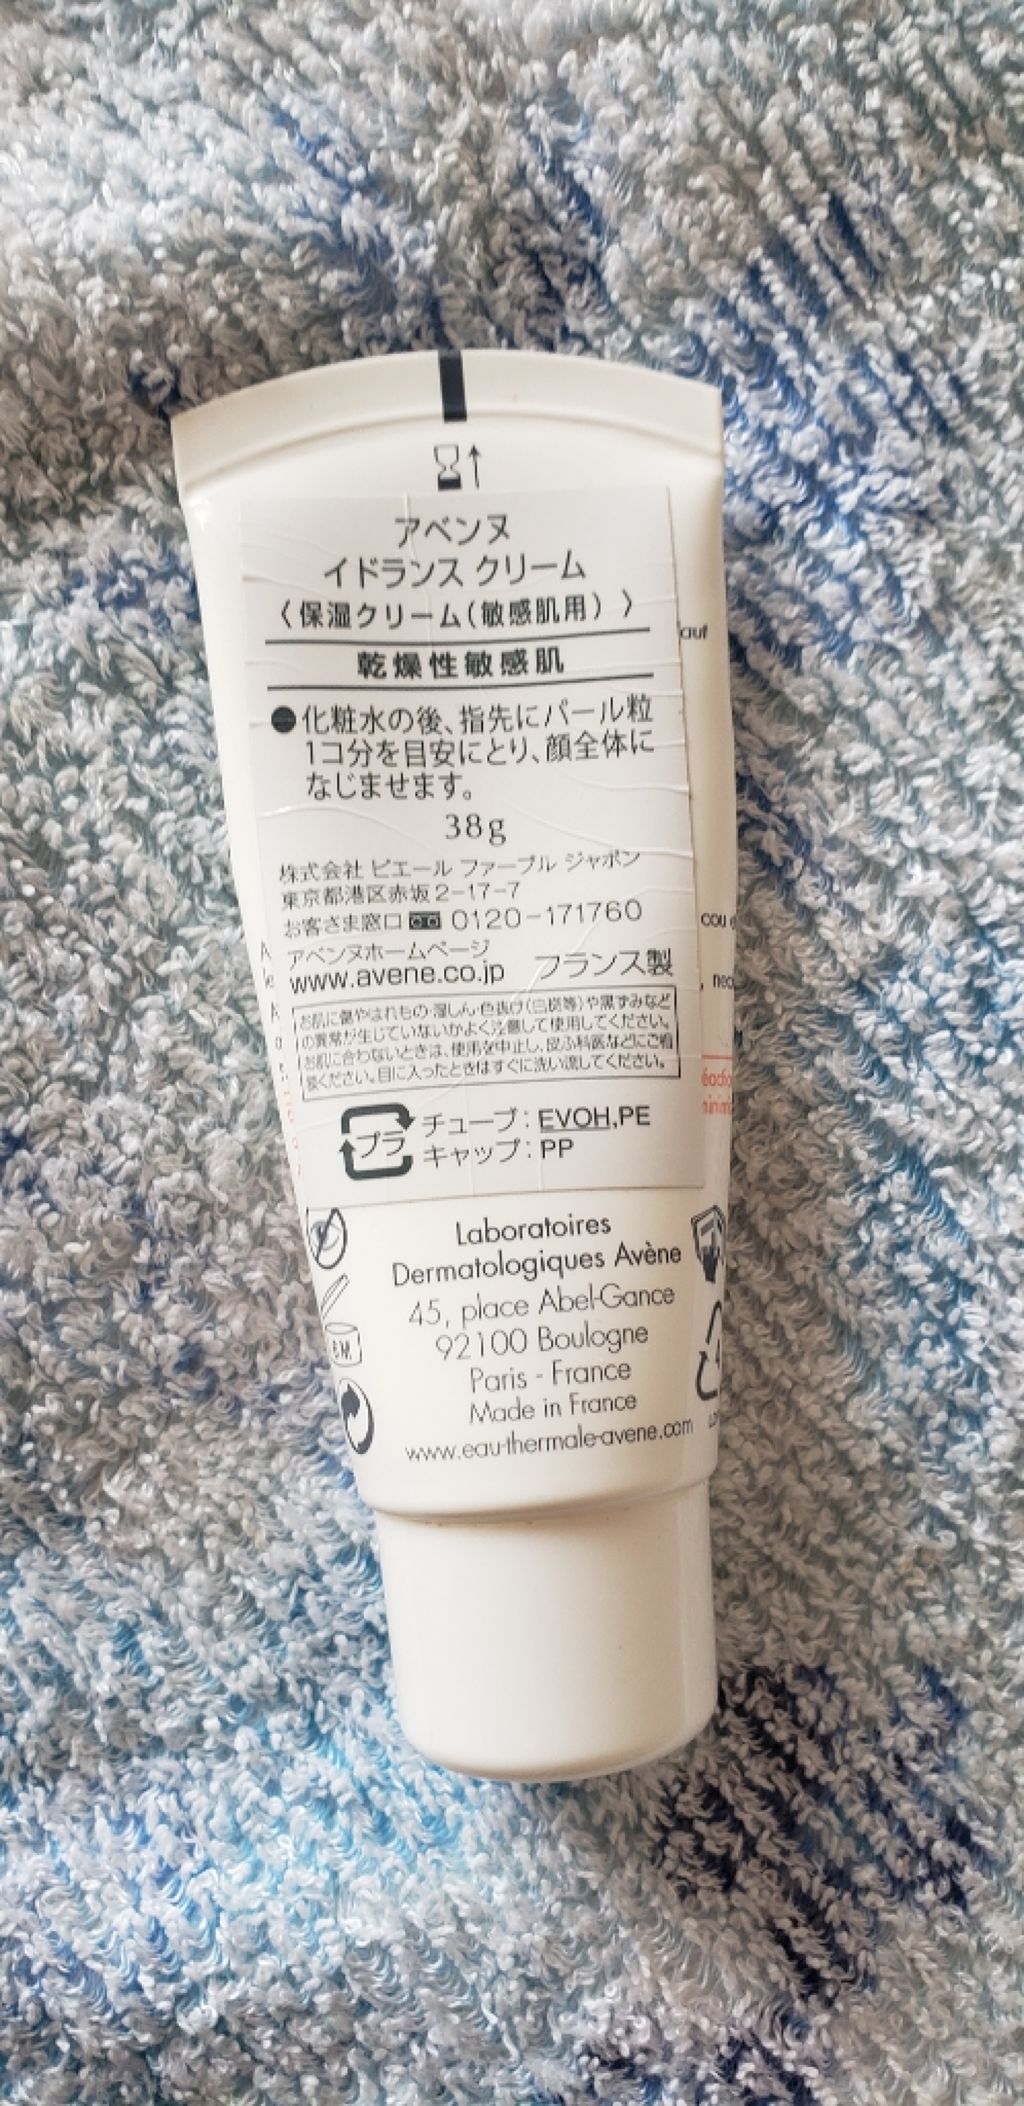 アベンヌ
イドランス クリーム
〈保湿クリーム(敏感肌用)〉
乾燥性敏感肌
●化粧水の後、指先にパール粒
1コ分を目安にとり、顔全体に
なじませます。
38g
株式会社 ピエール ファーブル ジャポン
東京都港区赤坂2-17-7
お客さま窓口 0120-171760
アベンヌホームページ
www.avene.co.jp フランス製
お肌に傷やはれもの・湿しん・色抜け(白斑等)や黒ずみなど
の異常が生じていないかよく注意して使用してください。
お肌に合わないときは、使用を中止し、皮ふ科医などにご相
談ください。目に入ったときはすぐに洗い流してください。
プラ
チューブ:EVOH,PE
キャップ:PP
Laboratoires
Dermatologiques Avène
45, place Abel-Gance
92100 Boulogne
Paris - France
Made in France
www.eau-thermale-avene.com